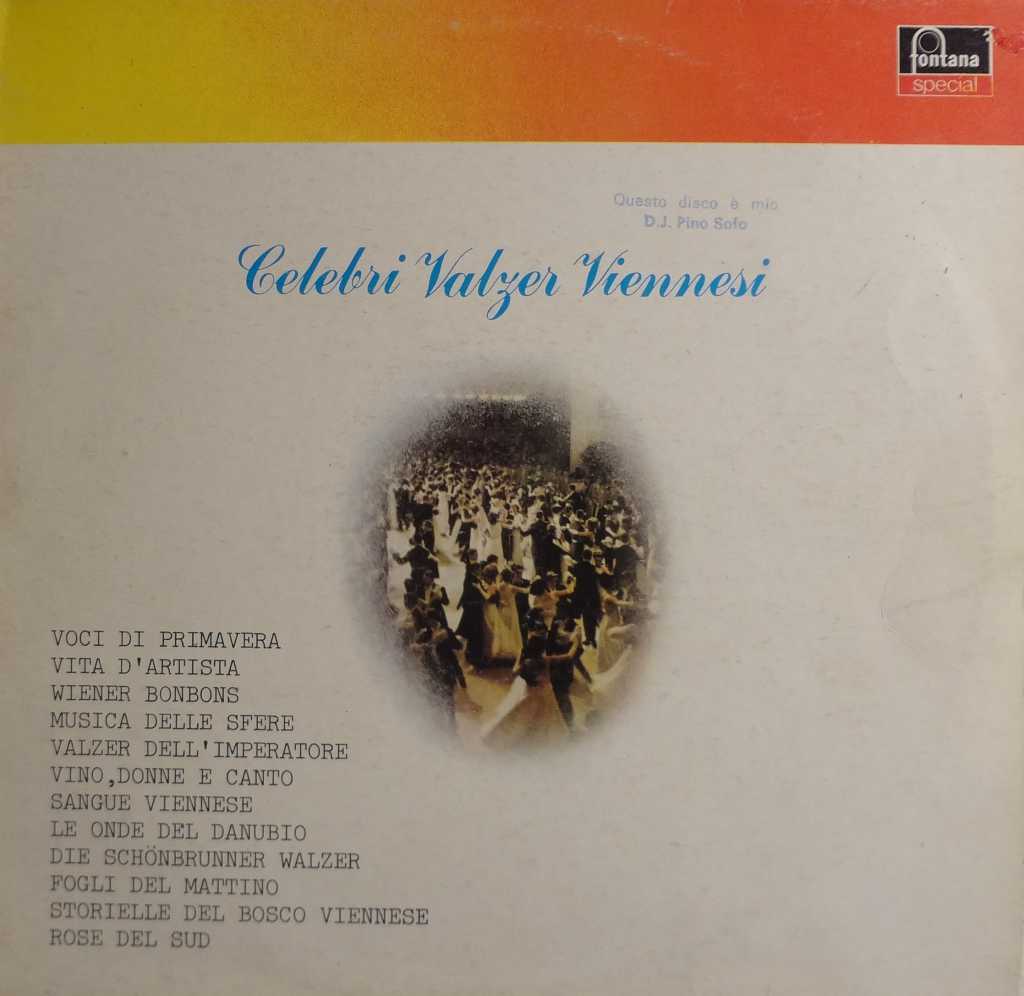 fontana
special
Questo disco è mio
D.J. Pino Sofo
Celebri Valzer Viennesi
VOCI DI PRIMAVERA
VITA D'ARTISTA
WIENER BONBONS
MUSICA DELLE SFERE
VALZER DELL'IMPERATORE
VINO,DONNE E CANTO
SANGUE VIENNESE
LE ONDE DEL DANUBIO
DIE SCHÖNBRUNNER WALZER
FOGLI DEL MATTINO
STORIELLE DEL BOSCO VIENNESE
ROSE DEL SUD